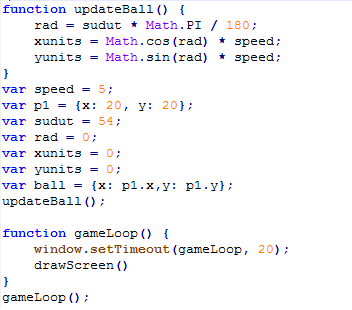 function updateBall() {
    rad = sudut * Math.PI / 180;
    xunits = Math.cos(rad) * speed;
    yunits = Math.sin(rad) * speed;
}
var speed = 5;
var p1 = {x: 20, y: 20};
var sudut = 54;
var rad = 0;
var xunits = 0;
var yunits = 0;
var ball = {x: p1.x,y: p1.y};
updateBall();

function gameLoop() {
    window.setTimeout(gameLoop, 20);
    drawScreen()
}
gameLoop();